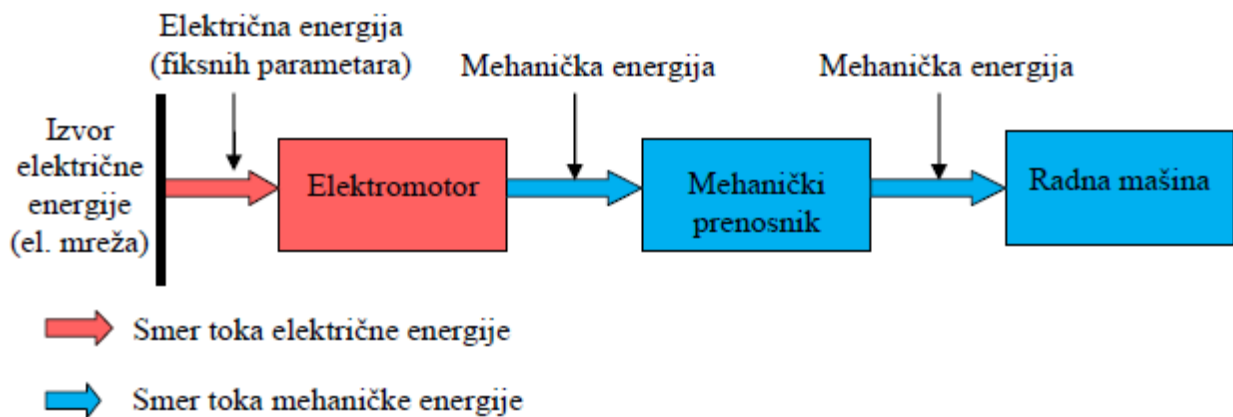 Električna energija
(fiksnih parametara)
Mehanička energija
Mehanička energija
Izvor
električne
energije
(el. mreža)
Elektromotor
Mehanički
prenosnik
Radna mašina
Smer toka električne energije
Smer toka mehaničke energije